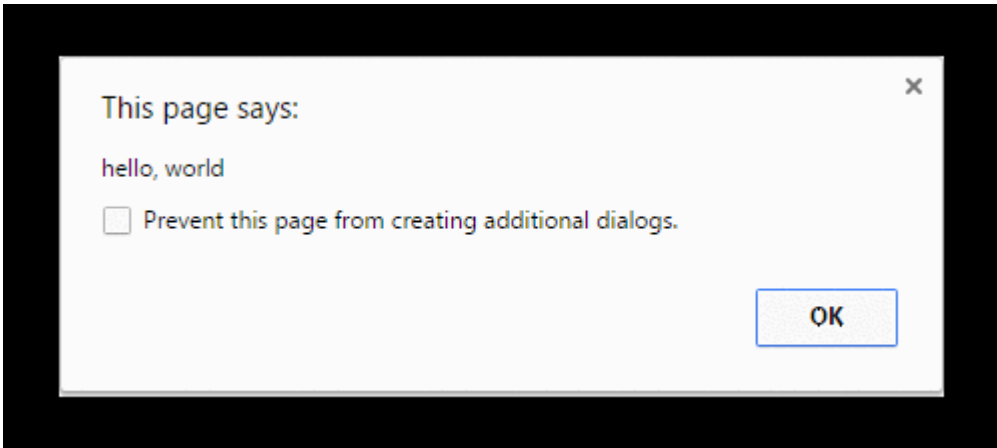 This page says:
hello, world
Prevent this page from creating additional dialogs.
OK